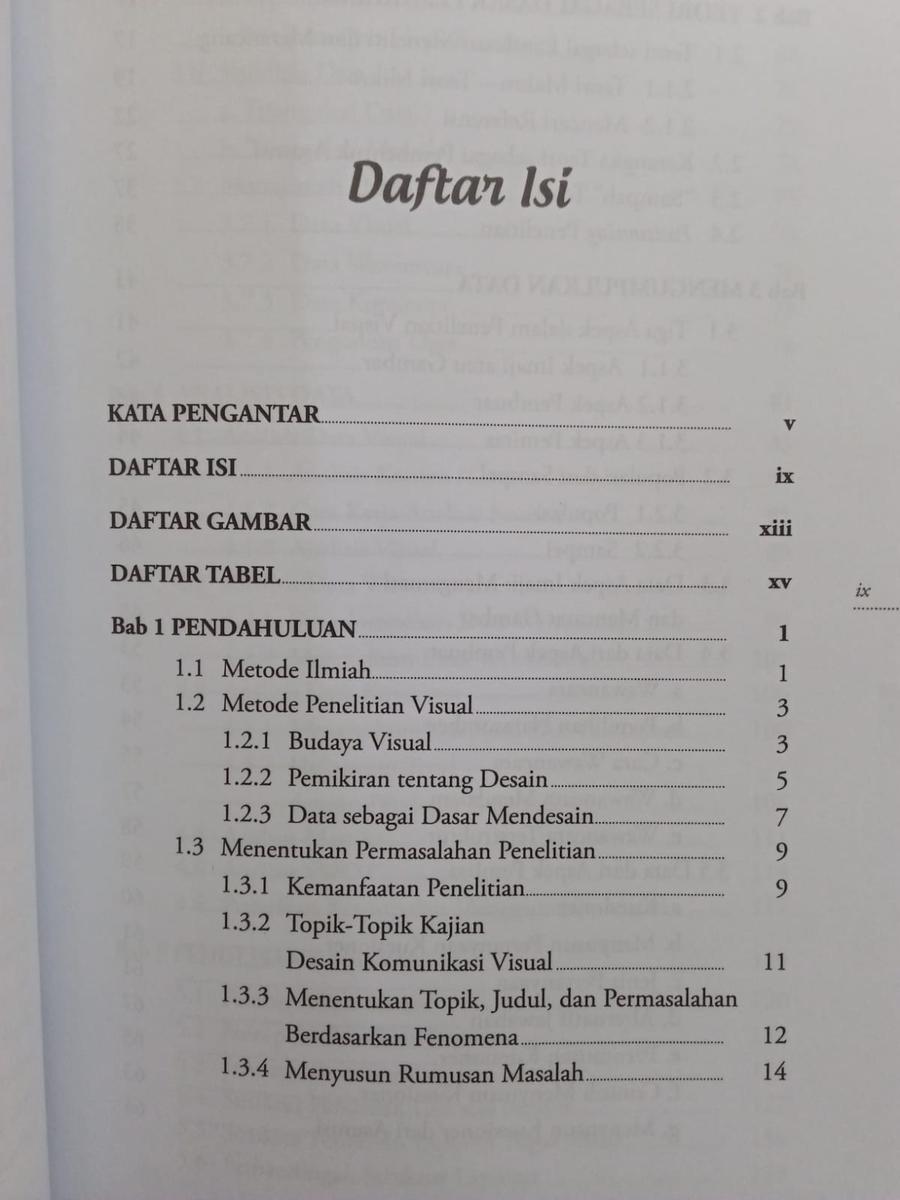 Daftar Isi
KATA PENGANTAR v
DAFTAR ISI ix
DAFTAR GAMBAR xiii
DAFTAR TABEL xv
ix
Bab 1 PENDAHULUAN 1
1.1 Metode Ilmiah 1
1.2 Metode Penelitian Visual 3
1.2.1 Budaya Visual 3
1.2.2 Pemikiran tentang Desain 5
1.2.3 Data sebagai Dasar Mendesain 7
1.3 Menentukan Permasalahan Penelitian 9
1.3.1 Kemanfaatan Penelitian 9
1.3.2 Topik-Topik Kajian
Desain Komunikasi Visual 11
1.3.3 Menentukan Topik, Judul, dan Permasalahan
Berdasarkan Fenomena 12
1.3.4 Menyusun Rumusan Masalah 14